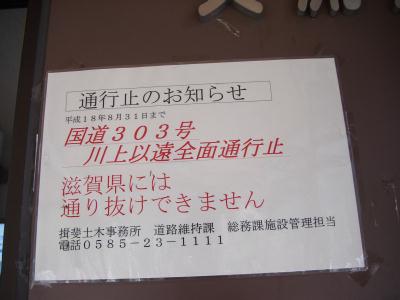 通行止のお知らせ
平成18年8月31日まで
国道303号
川上以遠全面通行止
滋賀県には
通り抜けできません
揖斐土木事務所　道路維持課　総務課施設管理担当
電話0585-23-1111